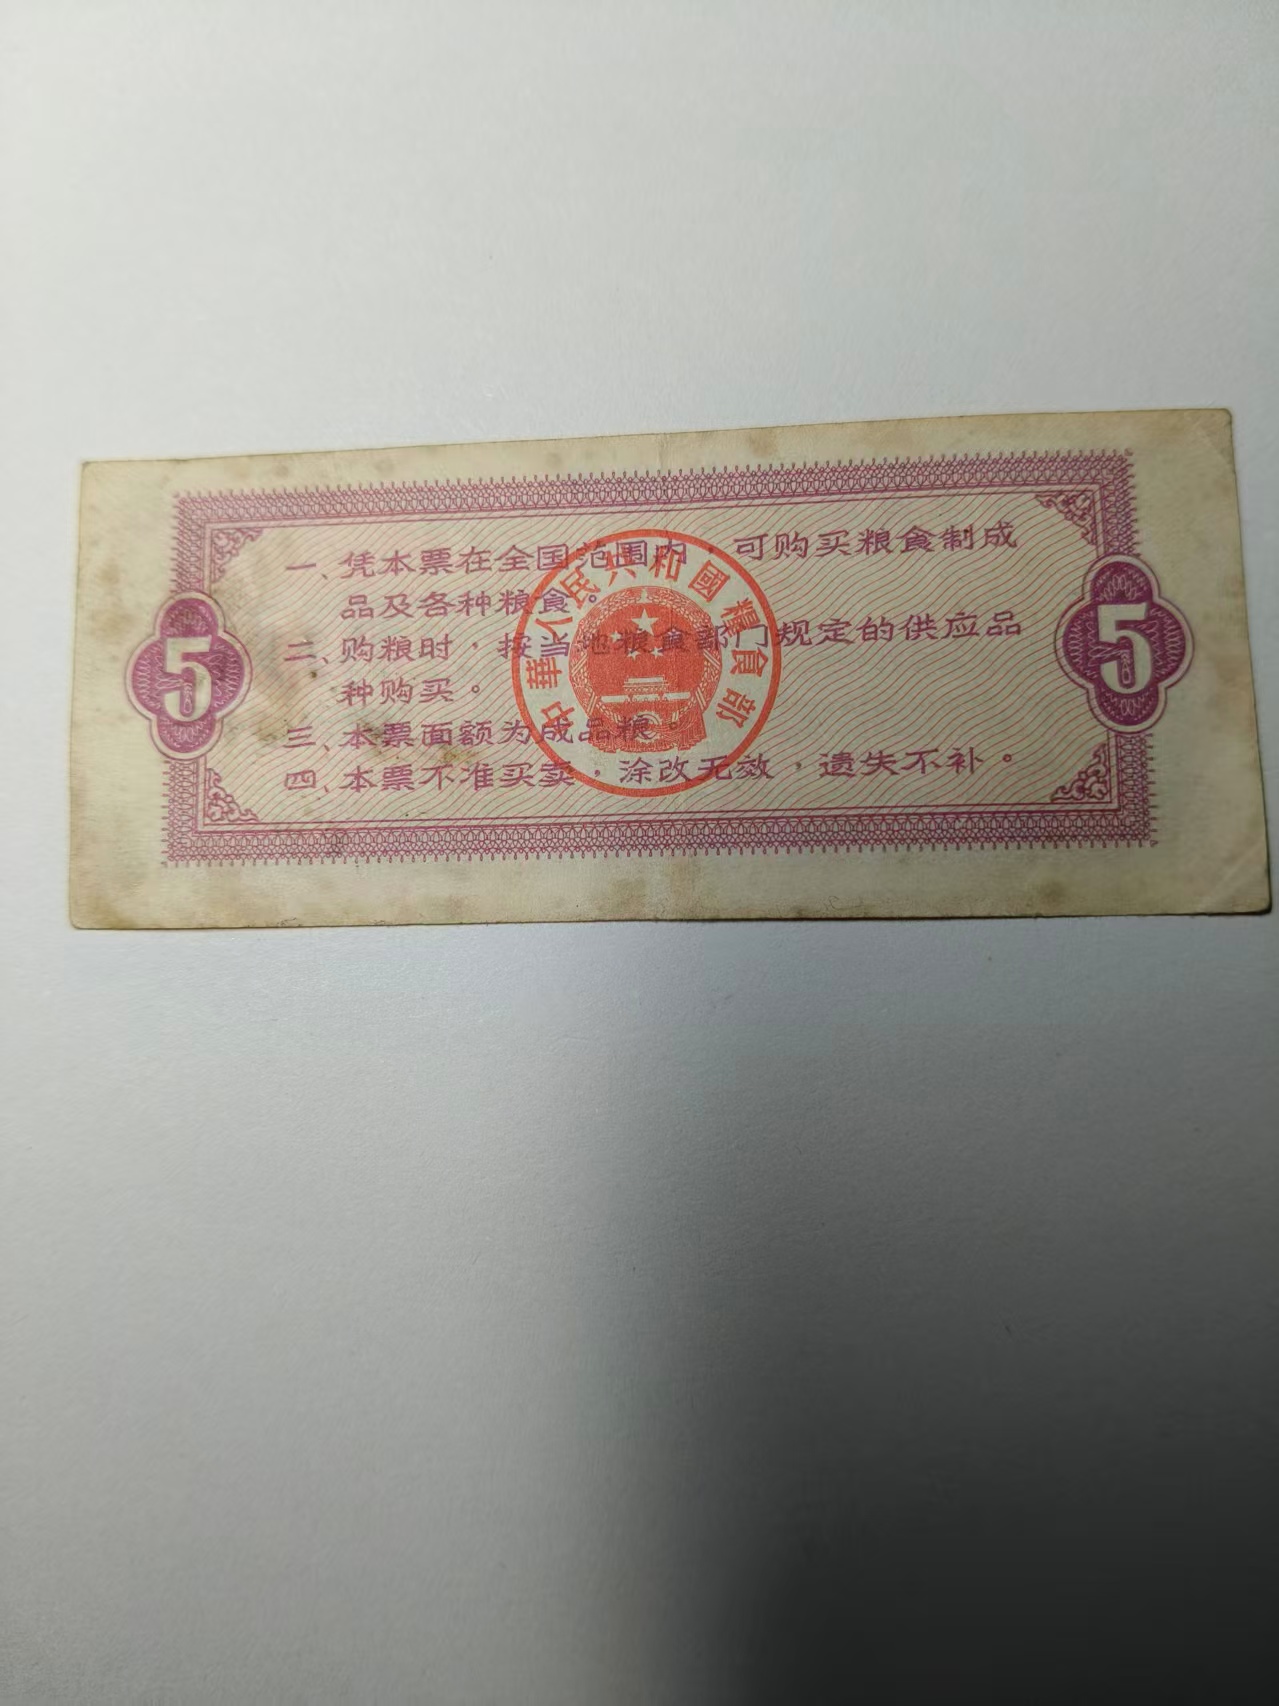 一、凭本票在全国范围内，可购买粮食制成
品及各种粮食。
二、购粮时，按当地粮食部门规定的供应品
种购买。
三、本票面额为成品粮
四、本票不准买卖，涂改无效，遗失不补。
5
5
中華人民共和國糧食部